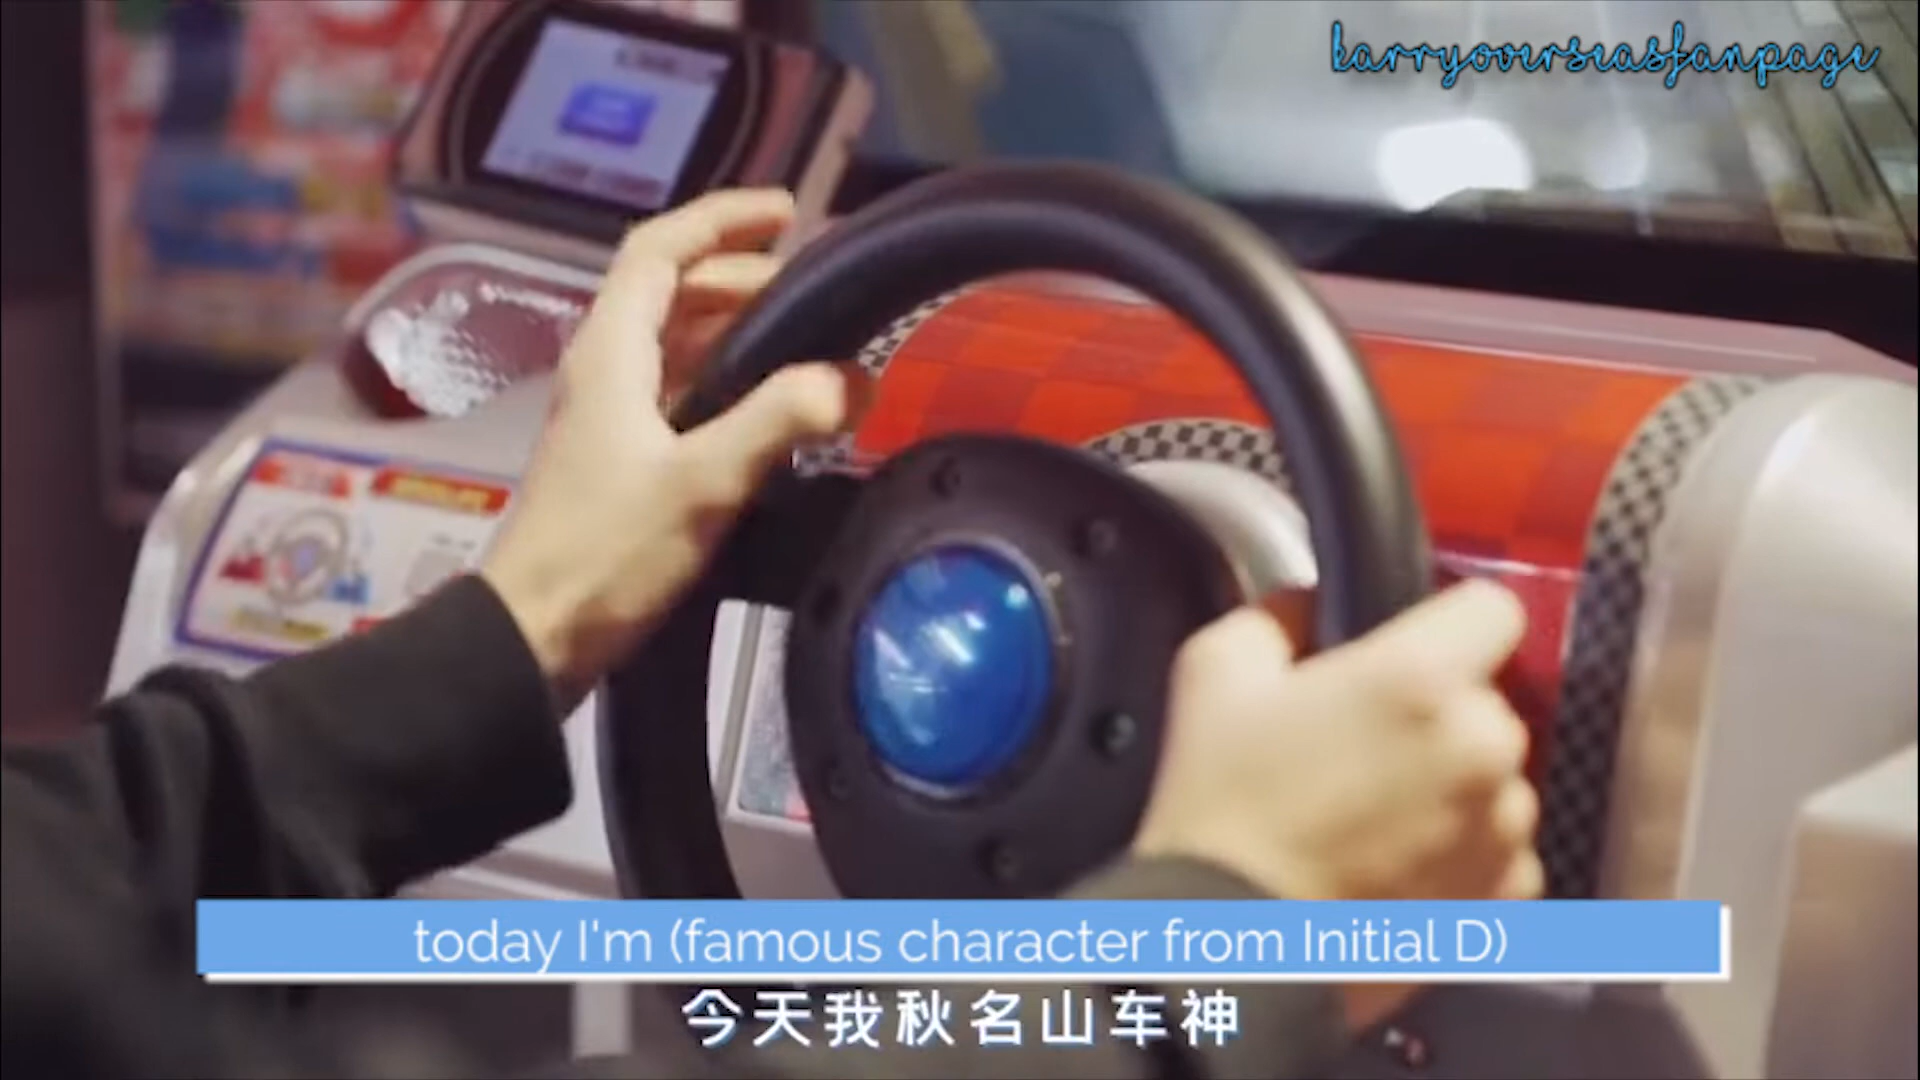 karryoverseasfanpage
today I'm (famous character from Initial D)
今天我秋名山车神